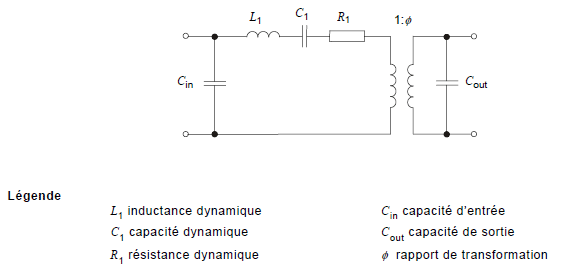 L1 C1 R1 1:ϕ
Cin Cout
Légende
L1 inductance dynamique
C1 capacité dynamique
R1 résistance dynamique
Cin capacité d'entrée
Cout capacité de sortie
ϕ rapport de transformation